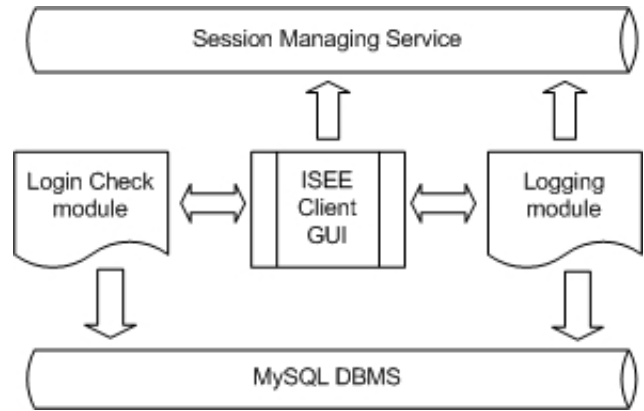 Session Managing Service
Login Check
module
ISEE
Client
GUI
Logging
module
MySQL DBMS